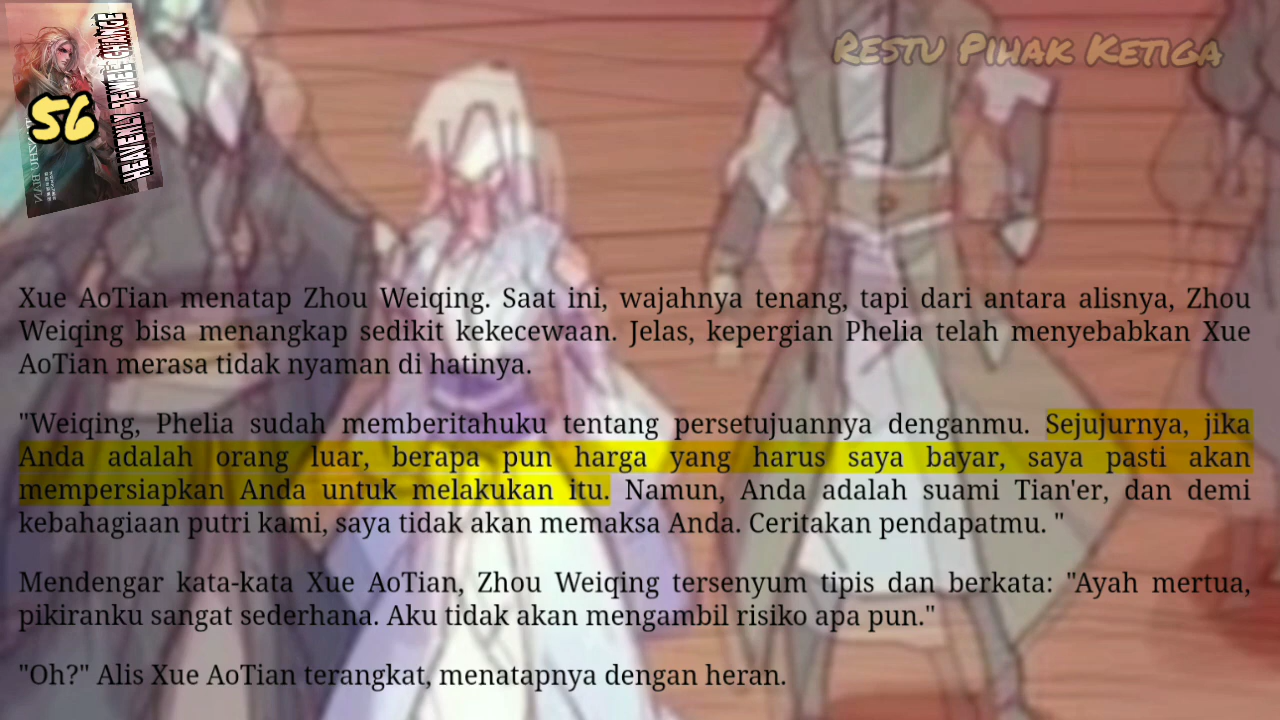 56
HEAVENLY JEWEL CHANGE
Restu Pihak Ketiga
Xue AoTian menatap Zhou Weiqing. Saat ini, wajahnya tenang, tapi dari antara alisnya, Zhou
Weiqing bisa menangkap sedikit kekecewaan. Jelas, kepergian Phelia telah menyebabkan Xue
AoTian merasa tidak nyaman di hatinya.
"Weiqing, Phelia sudah memberitahuku tentang persetujuannya denganmu. Sejujurnya, jika
Anda adalah orang luar, berapa pun harga yang harus saya bayar, saya pasti akan
mempersiapkan Anda untuk melakukan itu. Namun, Anda adalah suami Tian'er, dan demi
kebahagiaan putri kami, saya tidak akan memaksa Anda. Ceritakan pendapatmu. "
Mendengar kata-kata Xue AoTian, Zhou Weiqing tersenyum tipis dan berkata: "Ayah mertua,
pikiranku sangat sederhana. Aku tidak akan mengambil risiko apa pun."
"Oh?" Alis Xue AoTian terangkat, menatapnya dengan heran.